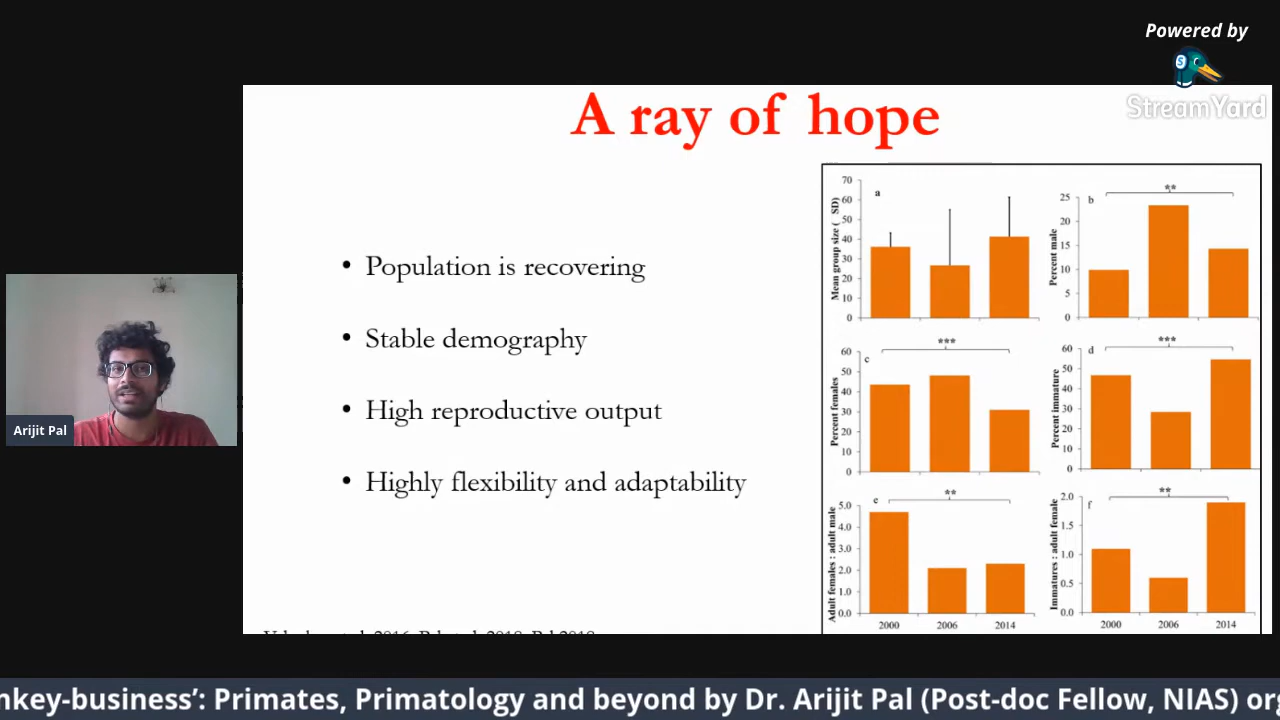 Powered by
StreamYard
A ray of hope
• Population is recovering
• Stable demography
• High reproductive output
• Highly flexibility and adaptability
a
Mean group size ( SD)
70
60
50
40
30
20
10
0
b
**
Percent male
25
20
15
10
5
0
c
***
Percent females
60
50
40
30
20
10
0
d
***
Percent immature
60
50
40
30
20
10
0
e
**
Adult females : adult male
5.0
4.0
3.0
2.0
1.0
0.0
2000 2006 2014
f
**
Immatures : adult female
2.0
1.5
1.0
0.5
0.0
2000 2006 2014
Arijit Pal
nkey-business’: Primates, Primatology and beyond by Dr. Arijit Pal (Post-doc Fellow, NIAS) or